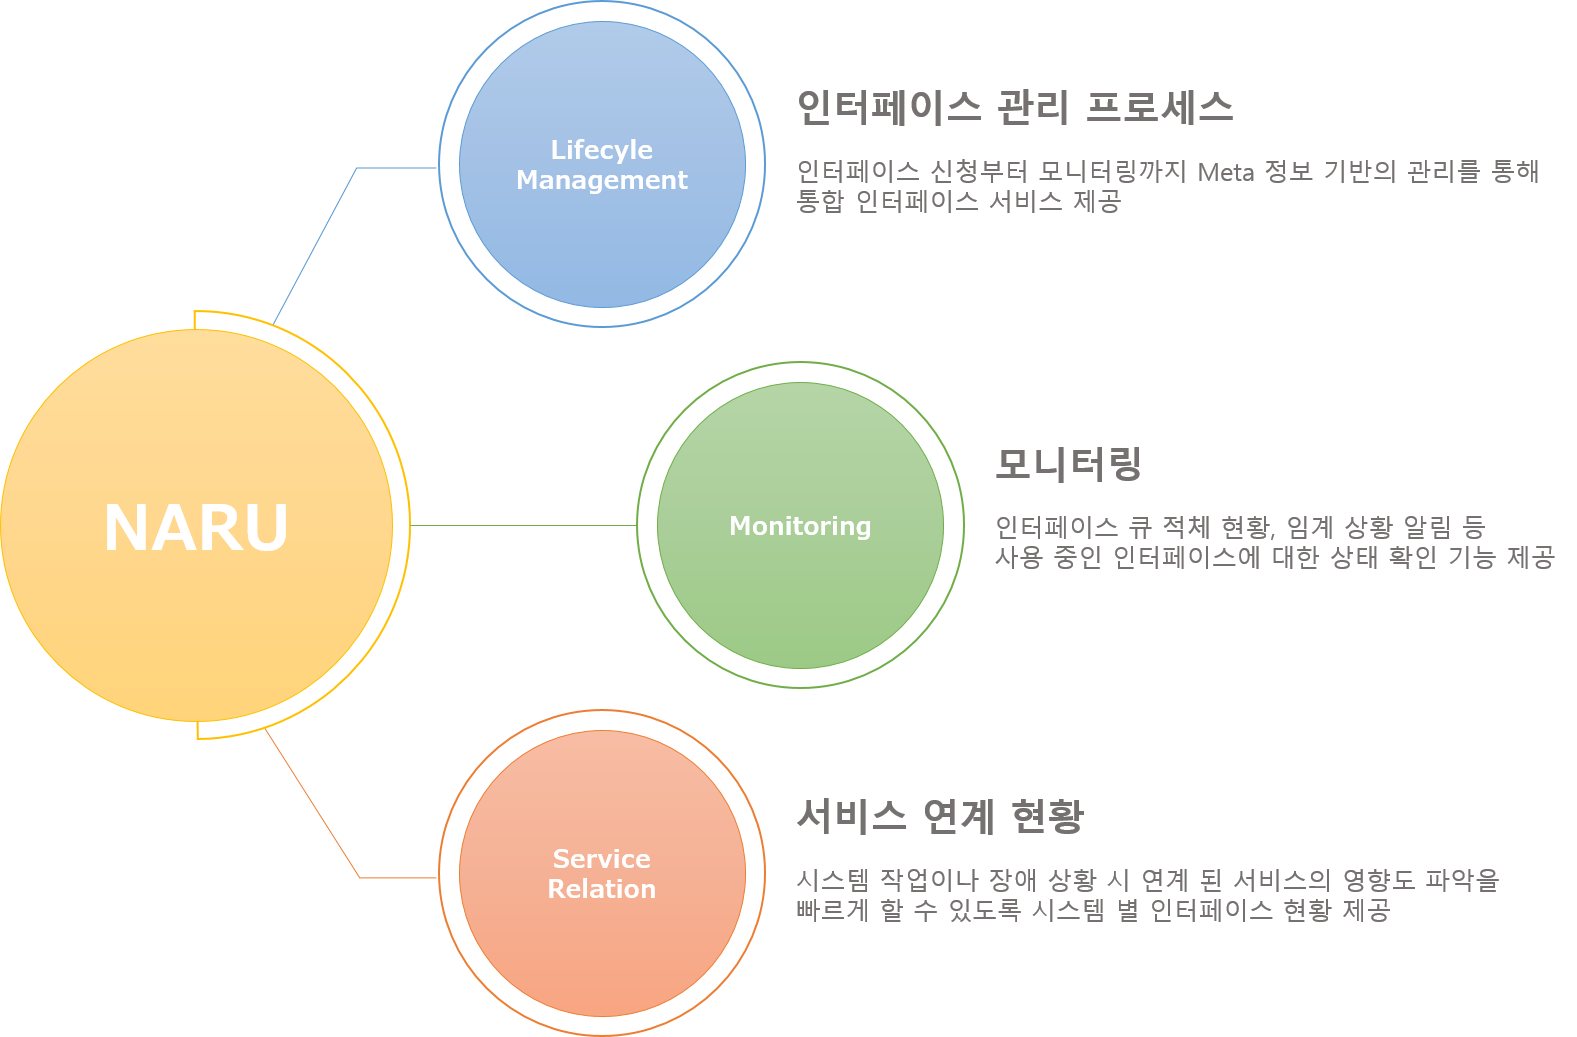 Lifecyle
Management
인터페이스 관리 프로세스
인터페이스 신청부터 모니터링까지 Meta 정보 기반의 관리를 통해
통합 인터페이스 서비스 제공
NARU
Monitoring
모니터링
인터페이스 큐 적체 현황, 임계 상황 알림 등
사용 중인 인터페이스에 대한 상태 확인 기능 제공
Service
Relation
서비스 연계 현황
시스템 작업이나 장애 상황 시 연계 된 서비스의 영향도 파악을
빠르게 할 수 있도록 시스템 별 인터페이스 현황 제공